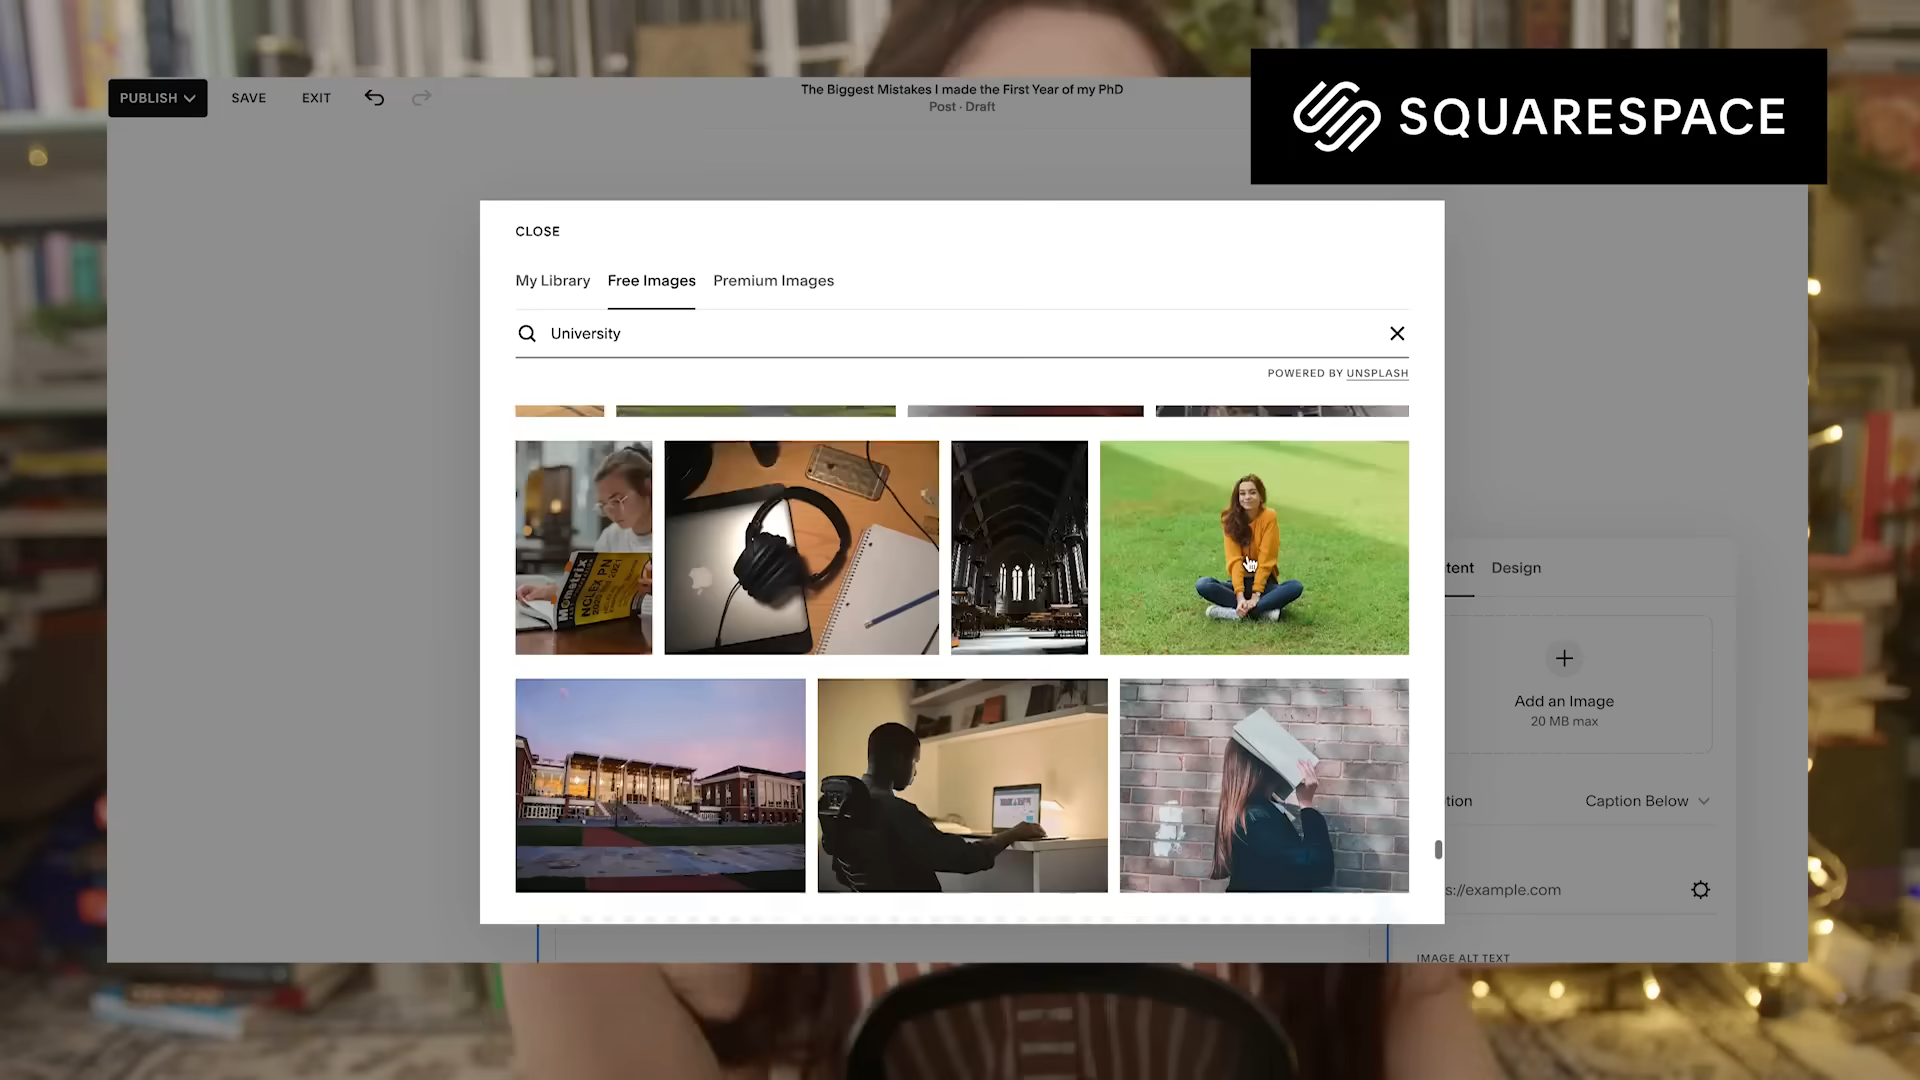 PUBLISH
SAVE
EXIT
The Biggest Mistakes I made the First Year of my PhD
Post · Draft
SQUARESPACE
CLOSE
My Library
Free Images
Premium Images
University
POWERED BY UNSPLASH
Mometrix
NCLEX PN
tent
Design
Add an Image
20 MB max
tion
Caption Below
s://example.com
IMAGE ALT TEXT